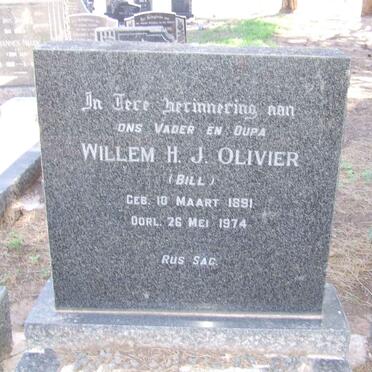 In Tere herinnering aan
ONS VADER EN OUPA
WILLEM H. J. OLIVIER
(BILL)
GEB. 10 MAART 1891
OORL. 26 MEI 1974
RUS SAG.